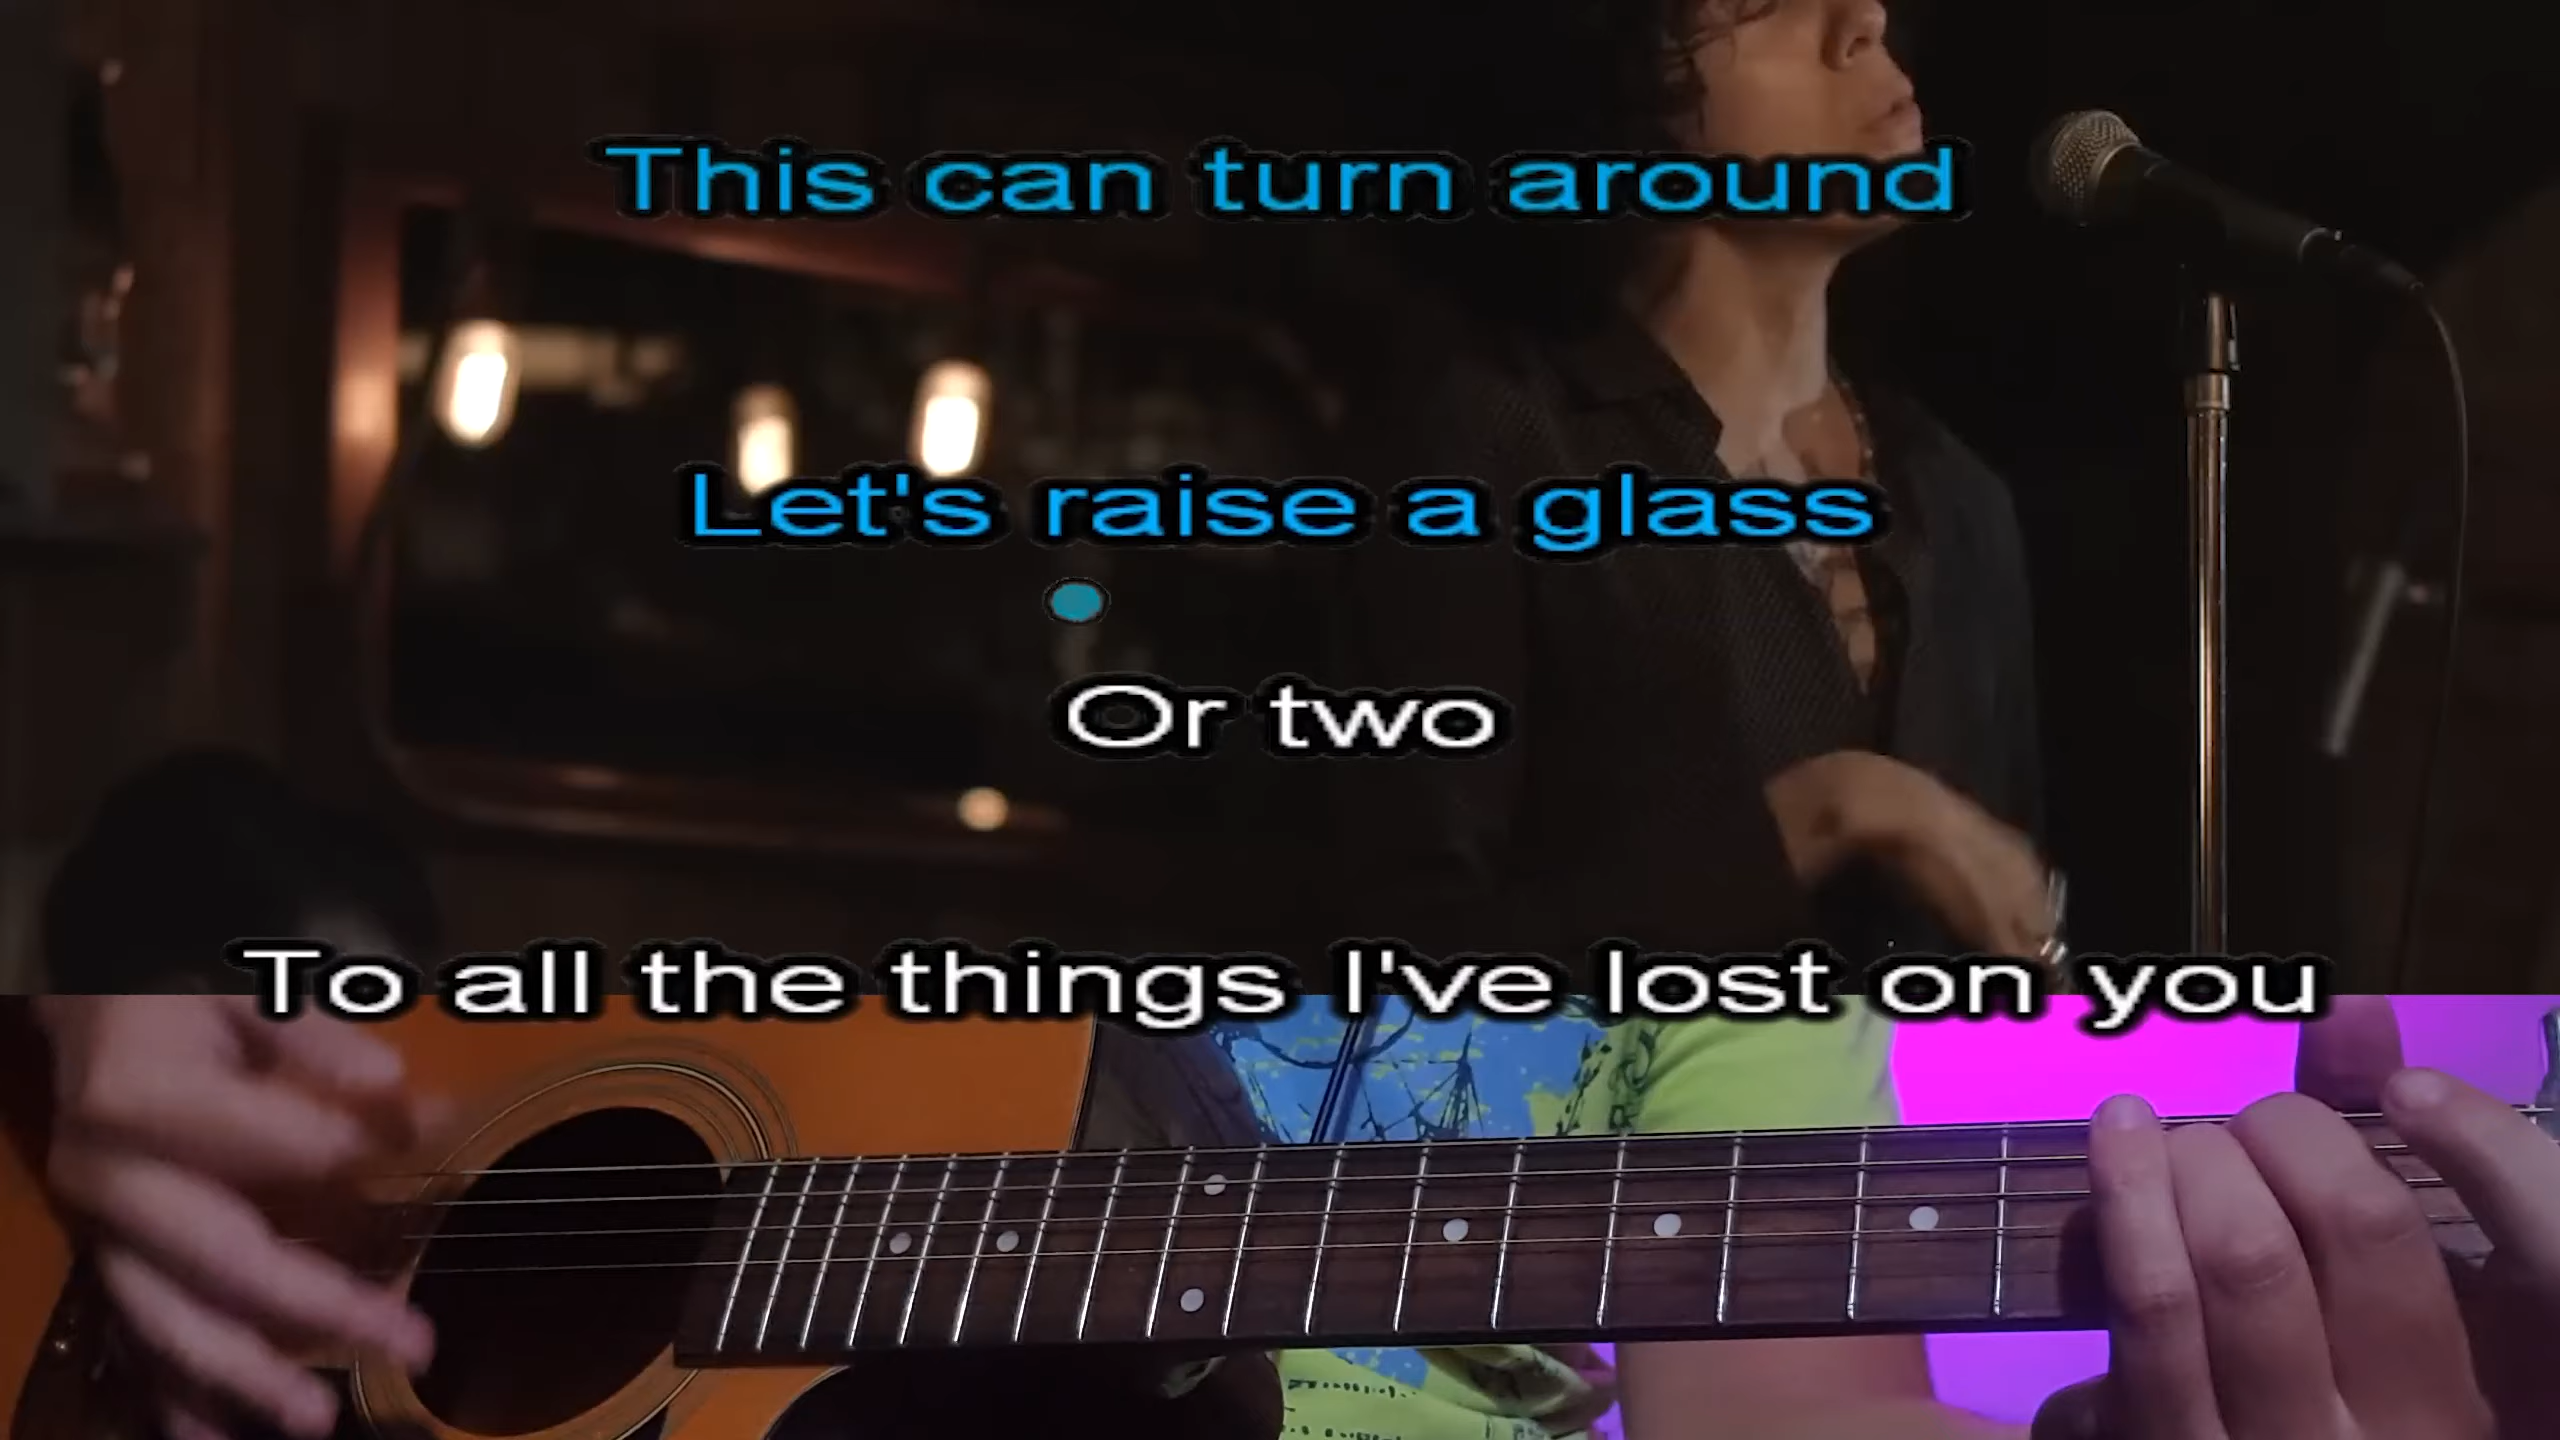 This can turn around
Let's raise a glass
Or two
To all the things I've lost on you